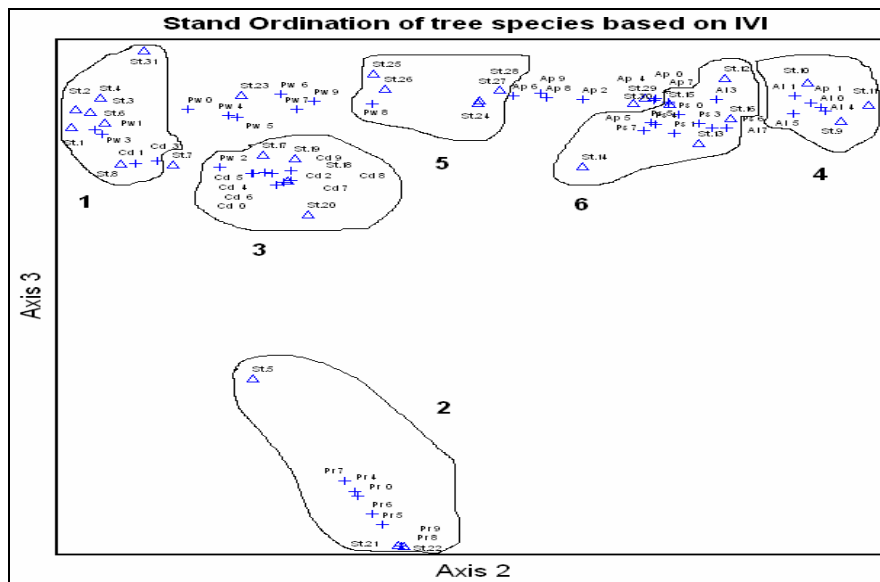 Stand Ordination of tree species based on IVI
St.31
St.2
St.4
St.3
St.6
Pw 1
Pw 3
St.1
Cd 1
Cd 3
St.7
St.8
1
Pw 0
St.23
Pw 6
Pw 4
Pw 7
Pw 9
Pw 5
St.17
St.19
Pw 2
Cd 9
St.18
Cd 5
Cd 2
Cd 8
Cd 4
Cd 7
Cd 6
Cd 0
St.20
3
St.25
St.26
St.28
St.27
Pw 8
St.24
5
Ap 6
Ap 9
Ap 8
Ap 2
Ap 4
Ap 0
Ap 7
St.29
St.15
St.12
Al 3
Ps 0
Ap 5
Ps 7
Ps 3
St.16
Ps 6
St.13
Al 7
St.14
6
St.10
Al 1
Al 0
Al 4
St.11
Al 5
St.9
4
St.5
2
Pr 7
Pr 4
Pr 0
Pr 6
Pr 5
Pr 9
Pr 8
St.21
St.22
Axis 3
Axis 2